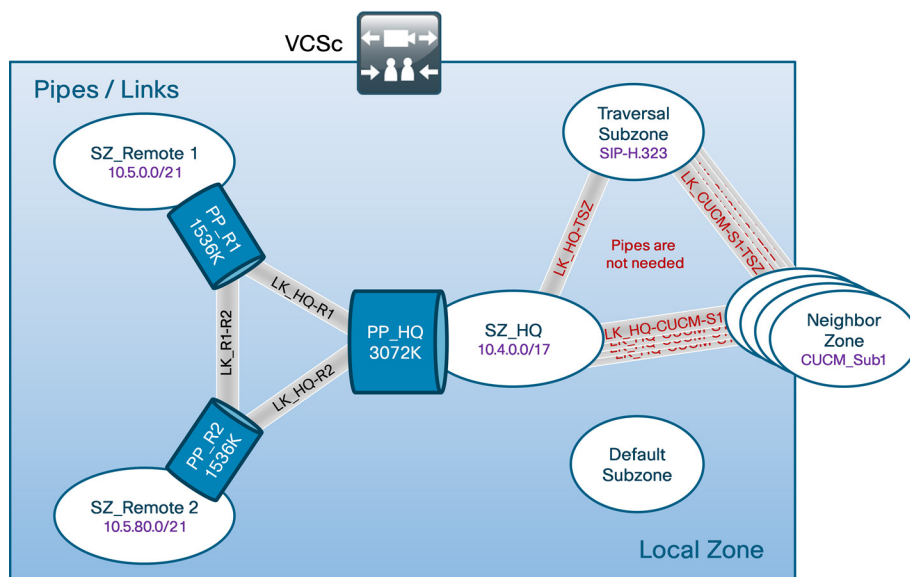 VCSc
Pipes / Links
SZ_Remote 1
10.5.0.0/21
PP_R1
1536K
LK_HQ-R1
LK_R1-R2
LK_HQ-R2
PP_R2
1536K
SZ_Remote 2
10.5.80.0/21
PP_HQ
3072K
SZ_HQ
10.4.0.0/17
Traversal
Subzone
SIP-H.323
LK_HQ-TSZ
Pipes are
not needed
LK_CUCM-S1-TSZ
LK_HQ-CUCM-S1
Neighbor
Zone
CUCM_Sub1
Default
Subzone
Local Zone